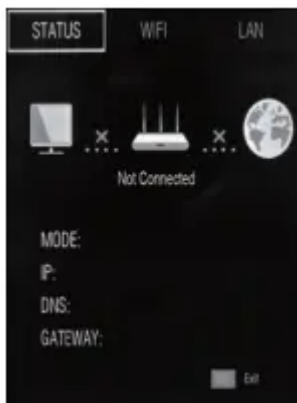 STATUS WIFI LAN
Not Connected
MODE:
IP:
DNS:
GATEWAY:
Exit